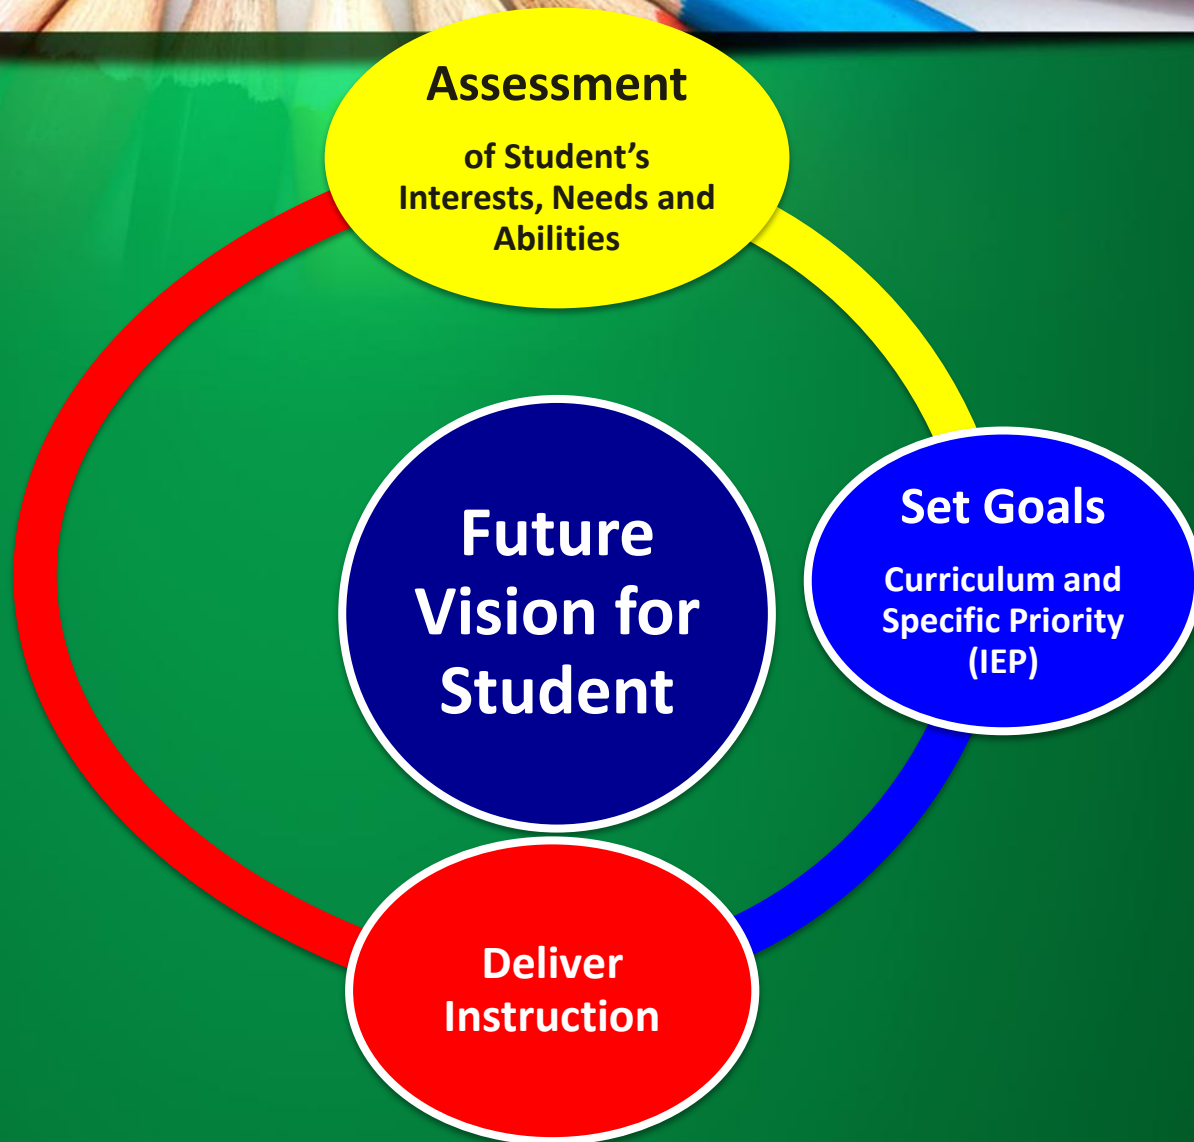 Assessment
of Student’s
Interests, Needs and
Abilities
Set Goals
Curriculum and
Specific Priority
(IEP)
Future
Vision for
Student
Deliver
Instruction